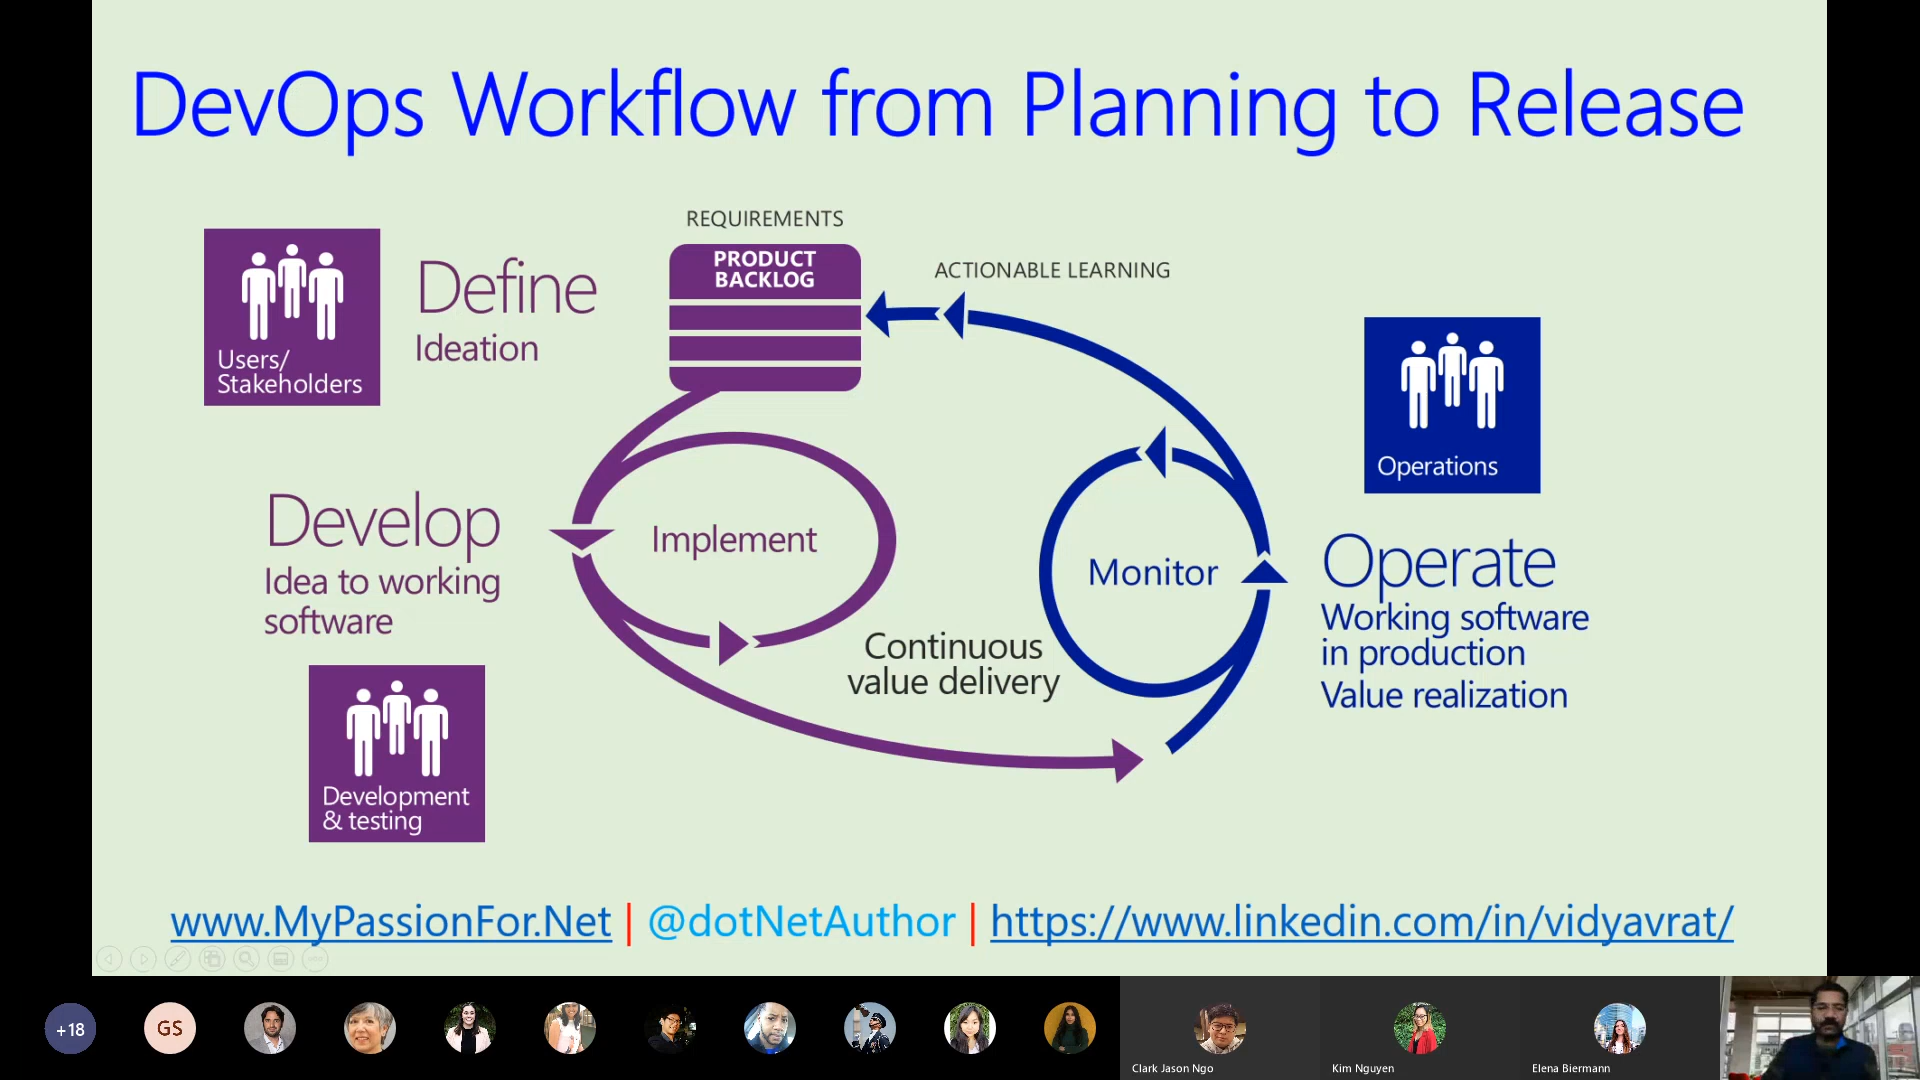 DevOps Workflow from Planning to Release
REQUIREMENTS
PRODUCT
BACKLOG
ACTIONABLE LEARNING
Users/
Stakeholders
Define
Ideation
Operations
Develop
Idea to working
software
Implement
Monitor
Operate
Working software
in production
Value realization
Continuous
value delivery
Development
& testing
www.MyPassionFor.Net | @dotNetAuthor | https://www.linkedin.com/in/vidyavrat/
+18
GS
Clark Jason Ngo
Kim Nguyen
Elena Biermann